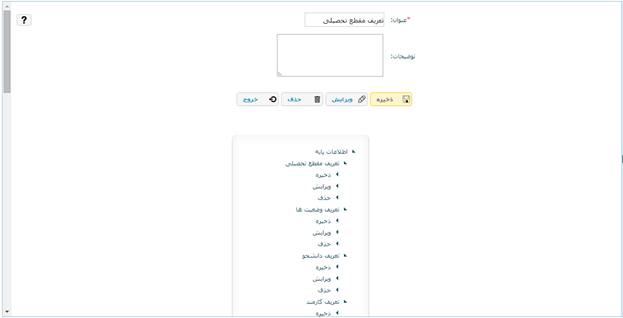 ?
*عنوان: تعریف مقطع تحصیلی
توضیحات:
ذخیره ویرایش حذف خروج
اطلاعات پایه
تعریف مقطع تحصیلی
ذخیره
ویرایش
حذف
تعریف وضعیت ها
ذخیره
ویرایش
حذف
تعریف دانشجو
ذخیره
ویرایش
حذف
تعریف کارمند
ذخیره